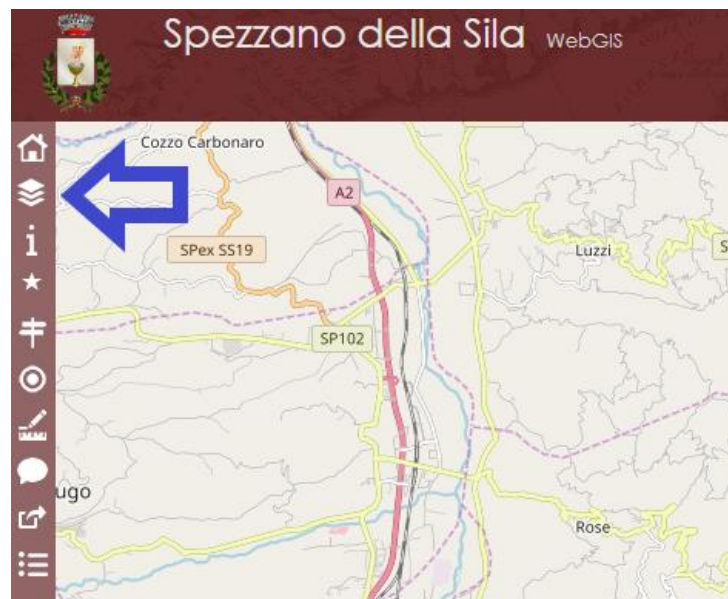 Spezzano della Sila WebGIS
Cozzo Carbonaro
A2
SPex SS19
Luzzi
S
SP102
ugo
Rose